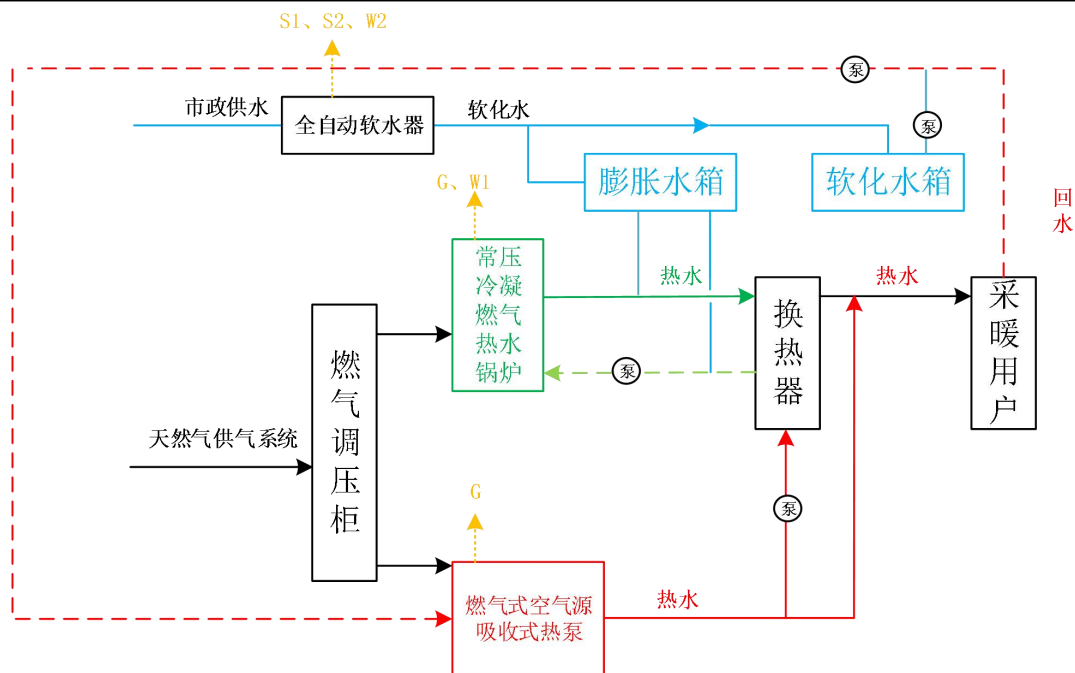 S1、S2、W2
泵
市政供水
全自动软水器
软化水
泵
G、W1
膨胀水箱
软化水箱
回
水
常压
冷凝
燃气
热水
锅炉
热水
热水
换
热
器
采
暖
用
户
泵
燃
气
调
压
柜
天然气供气系统
G
泵
燃气式空气源
吸收式热泵
热水